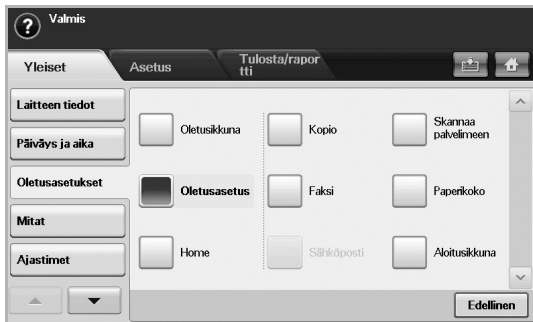 ?
Valmis
Yleiset
Asetus
Tulosta/rapor
tti
Laitteen tiedot
Päiväys ja aika
Oletusasetukset
Mitat
Ajastimet
Oletusikkuna
Kopio
Skannaa
palvelimeen
Oletusasetus
Faksi
Paperikoko
Home
Sähköposti
Aloitusikkuna
Edellinen